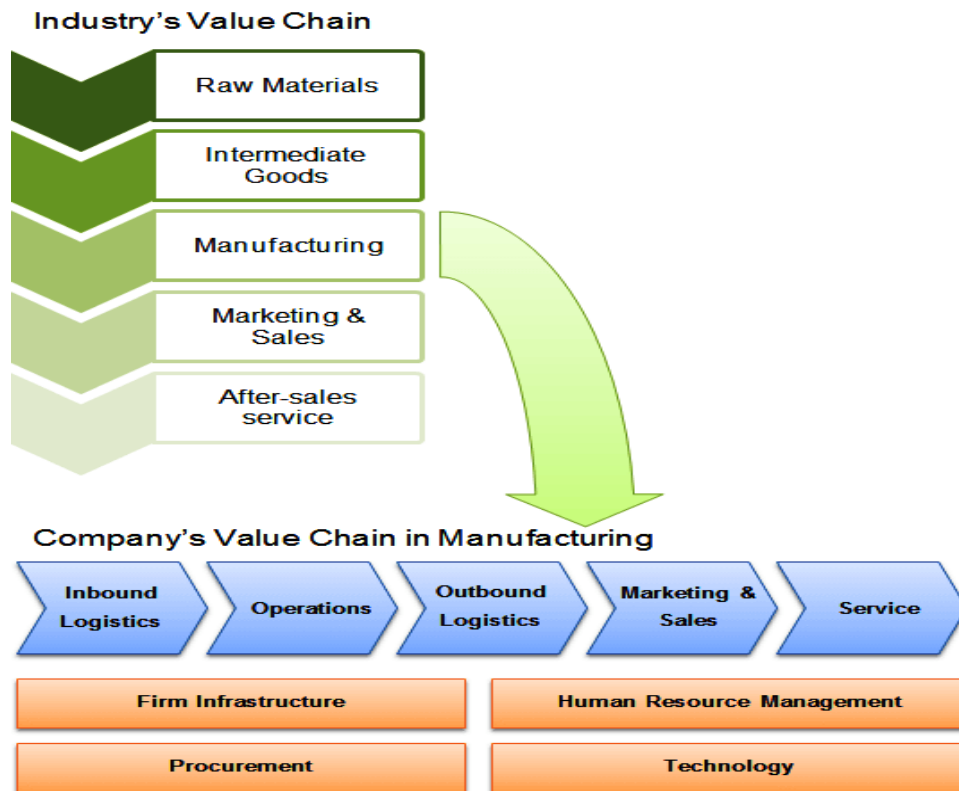 Industry's Value Chain
Raw Materials
Intermediate
Goods
Manufacturing
Marketing &
Sales
After-sales
service
Company's Value Chain in Manufacturing
Inbound
Logistics
Operations
Outbound
Logistics
Marketing &
Sales
Service
Firm Infrastructure
Human Resource Management
Procurement
Technology